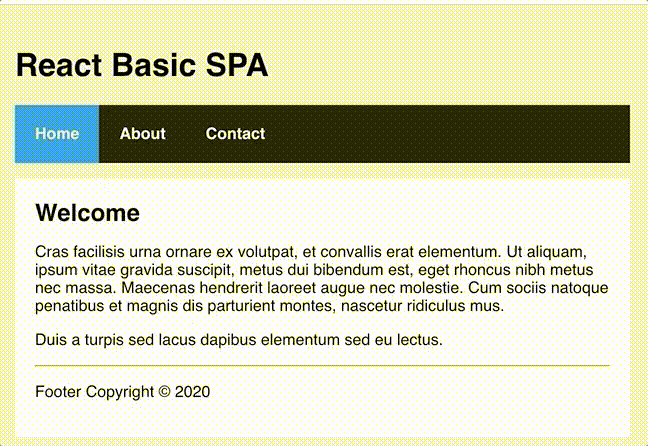 React Basic SPA
Home About Contact
Welcome
Cras facilisis urna ornare ex volutpat, et convallis erat elementum. Ut aliquam,
ipsum vitae gravida suscipit, metus dui bibendum est, eget rhoncus nibh metus
nec massa. Maecenas hendrerit laoreet augue nec molestie. Cum sociis natoque
penatibus et magnis dis parturient montes, nascetur ridiculus mus.
Duis a turpis sed lacus dapibus elementum sed eu lectus.
Footer Copyright © 2020